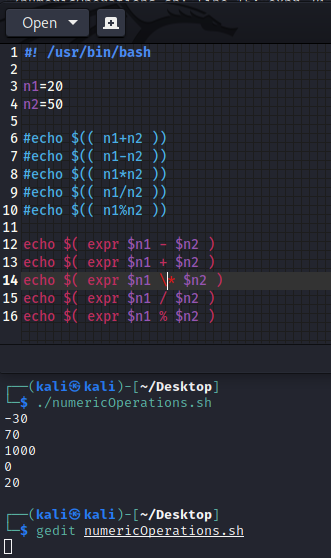 Open
1 #! /usr/bin/bash
2
3 n1=20
4 n2=50
5
6 #echo $(( n1+n2 ))
7 #echo $(( n1-n2 ))
8 #echo $(( n1*n2 ))
9 #echo $(( n1/n2 ))
10 #echo $(( n1%n2 ))
11
12 echo $( expr $n1 - $n2 )
13 echo $( expr $n1 + $n2 )
14 echo $( expr $n1 \* $n2 )
15 echo $( expr $n1 / $n2 )
16 echo $( expr $n1 % $n2 )
┌──(kali㉿kali)-[~/Desktop]
└─$ ./numericOperations.sh
-30
70
1000
0
20
┌──(kali㉿kali)-[~/Desktop]
└─$ gedit numericOperations.sh